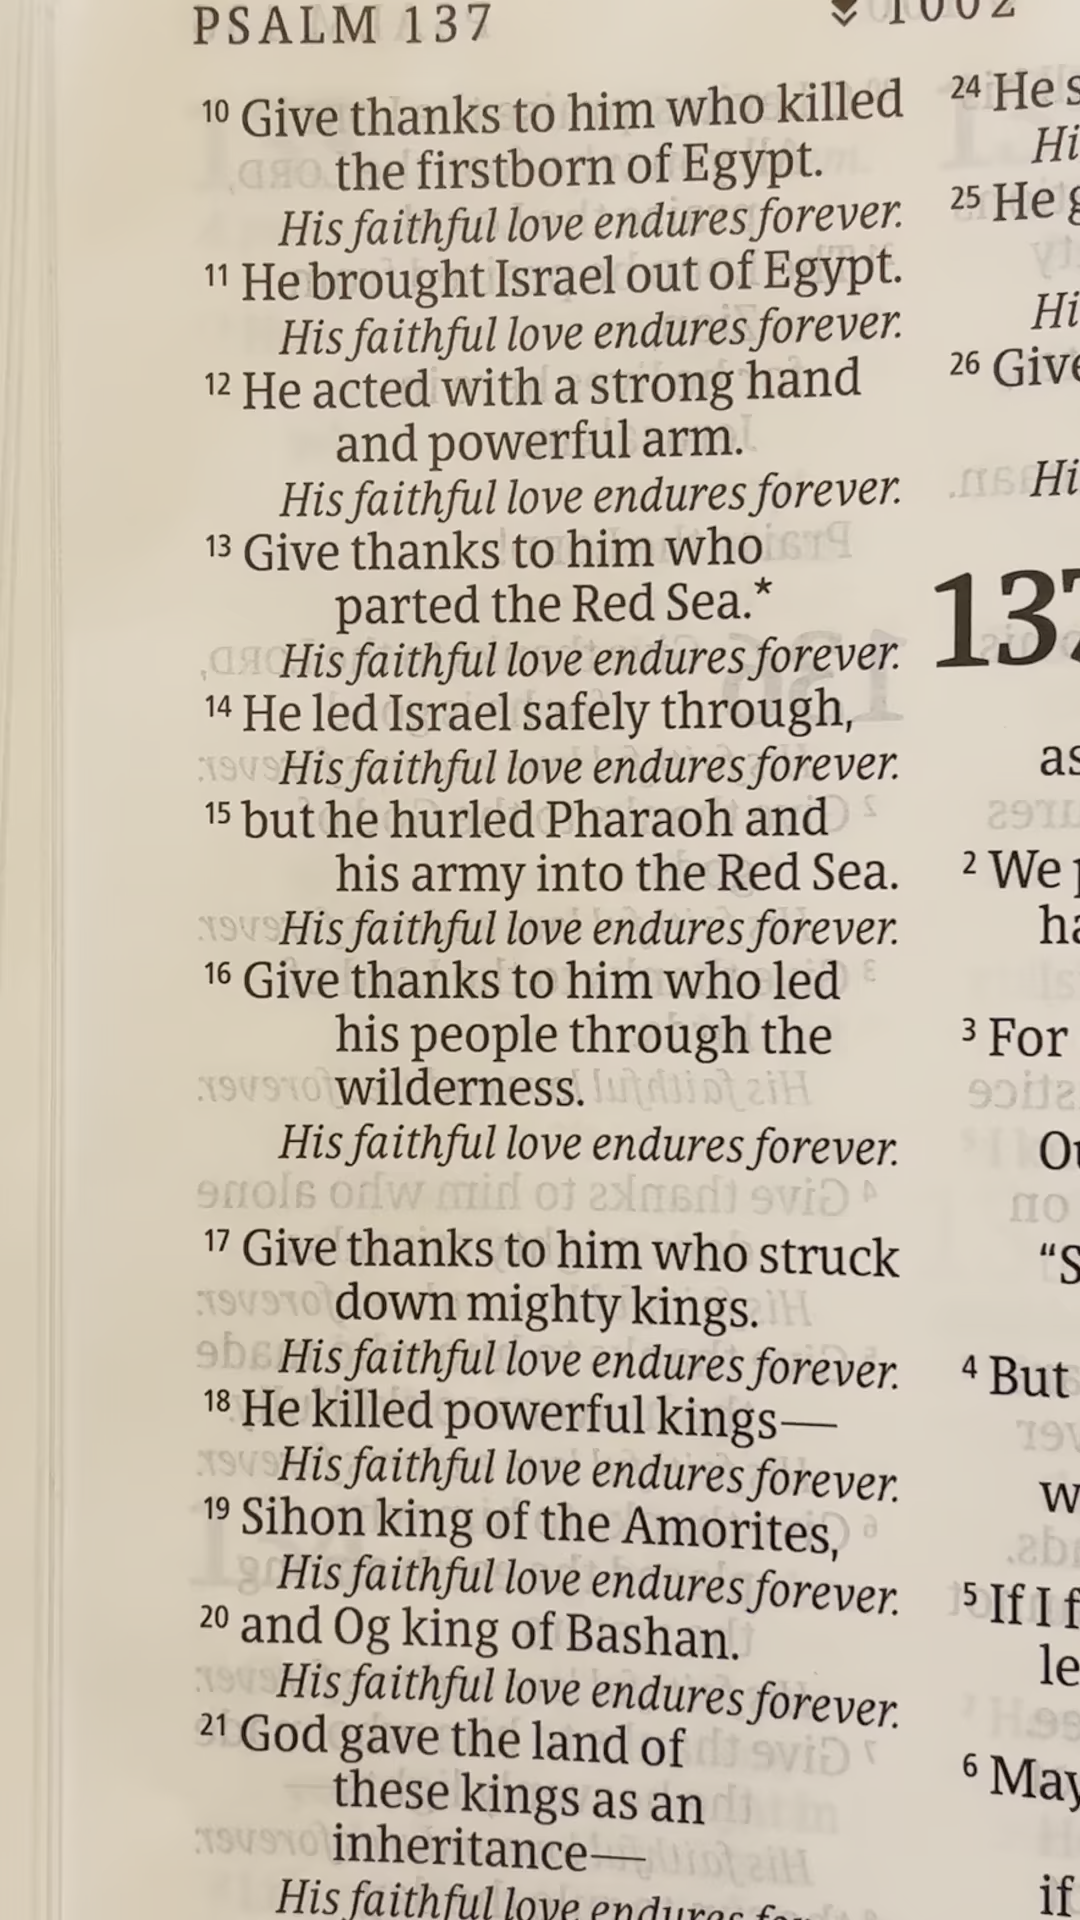 PSALM 137
1002
10 Give thanks to him who killed
the firstborn of Egypt.
His faithful love endures forever.
11 He brought Israel out of Egypt.
His faithful love endures forever.
12 He acted with a strong hand
and powerful arm.
His faithful love endures forever.
13 Give thanks to him who
parted the Red Sea.*
His faithful love endures forever.
14 He led Israel safely through,
His faithful love endures forever.
15 but he hurled Pharaoh and
his army into the Red Sea.
His faithful love endures forever.
16 Give thanks to him who led
his people through the
wilderness.
His faithful love endures forever.
17 Give thanks to him who struck
down mighty kings.
His faithful love endures forever.
18 He killed powerful kings—
His faithful love endures forever.
19 Sihon king of the Amorites,
His faithful love endures forever.
20 and Og king of Bashan.
His faithful love endures forever.
21 God gave the land of
these kings as an
inheritance—
His faithful love endures
24 He
25 He
26
137
as
2 We
3 For
4 But
5 If I
6
if